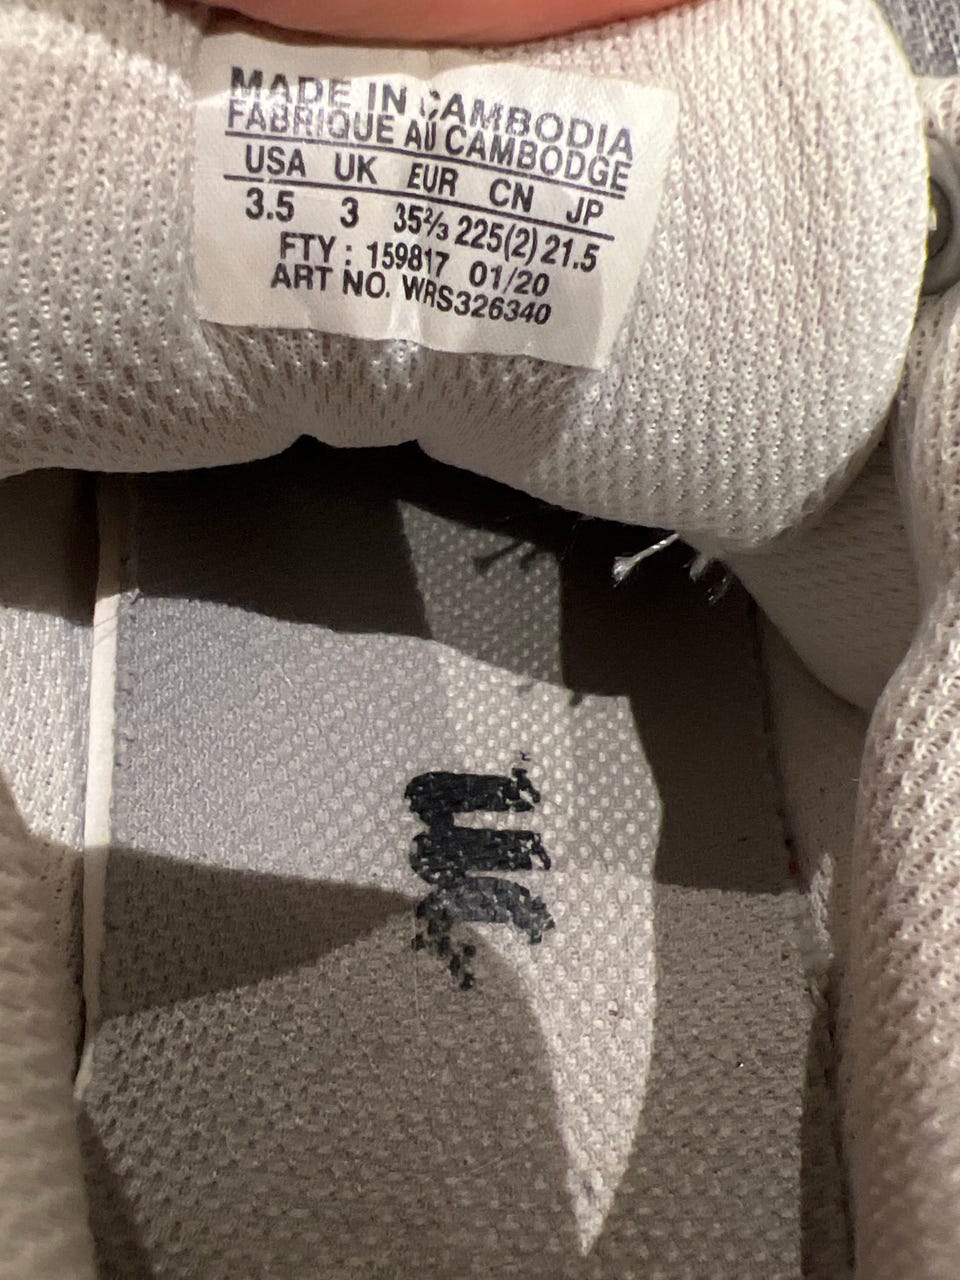 MADE IN CAMBODIA
FABRIQUE AU CAMBODGE
USA UK EUR CN JP
3.5 3 35⅔ 225(2) 21.5
FTY : 159817 01/20
ART NO. WRS326340